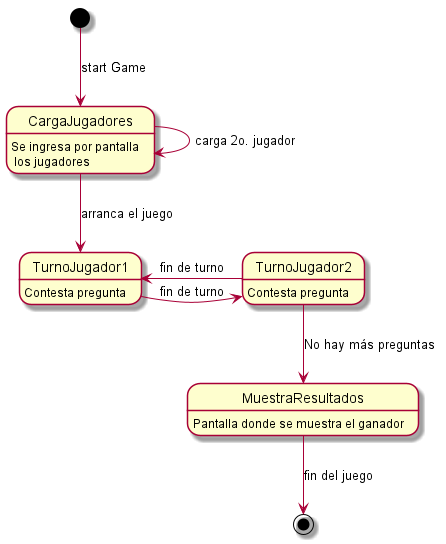 start Game
CargaJugadores
Se ingresa por pantalla
los jugadores
carga 2o. jugador
arranca el juego
TurnoJugador1
Contesta pregunta
fin de turno
fin de turno
TurnoJugador2
Contesta pregunta
No hay más preguntas
MuestraResultados
Pantalla donde se muestra el ganador
fin del juego